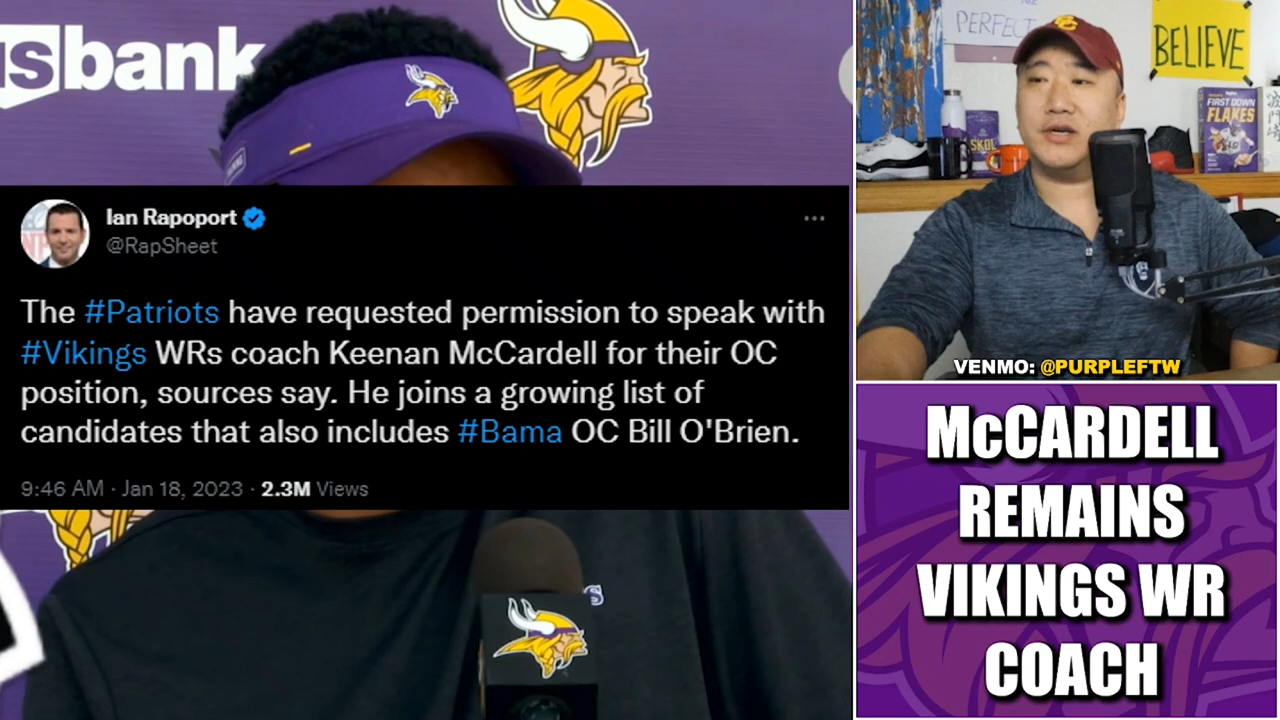 usbank
Ian Rapoport
@RapSheet
The #Patriots have requested permission to speak with
#Vikings WRs coach Keenan McCardell for their OC
position, sources say. He joins a growing list of
candidates that also includes #Bama OC Bill O'Brien.
9:46 AM · Jan 18, 2023 · 2.3M Views
PERFECT
BELIEVE
SKOL
FIRST DOWN
FLAKES
VENMO: @PURPLEFTW
McCARDELL
REMAINS
VIKINGS WR
COACH